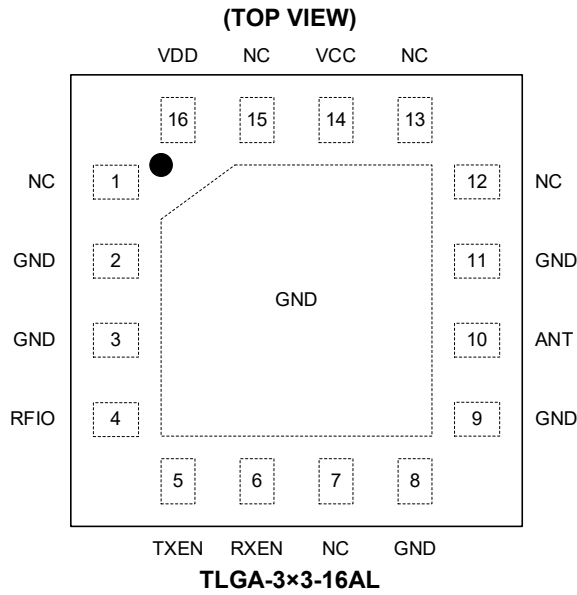 (TOP VIEW)
VDD NC VCC NC
16 15 14 13
NC 1 12 NC
GND 2 11 GND
GND
GND 3 10 ANT
RFIO 4 9 GND
5 6 7 8
TXEN RXEN NC GND
TLGA-3×3-16AL